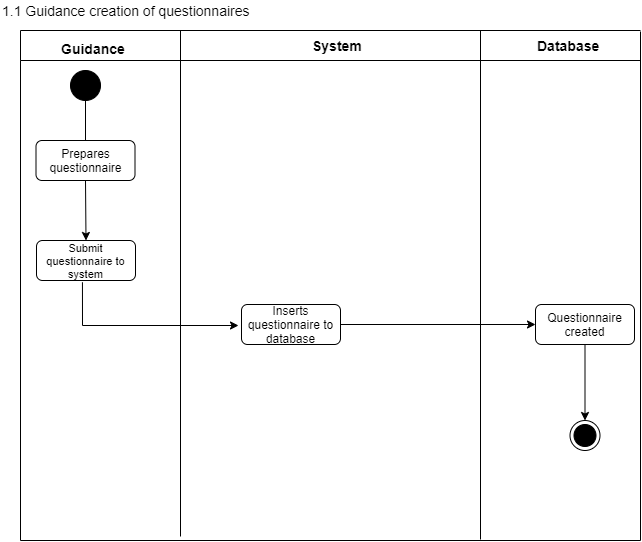 1.1 Guidance creation of questionnaires
Guidance
System
Database
Prepares
questionnaire
Submit
questionnaire to
system
Inserts
questionnaire to
database
Questionnaire
created